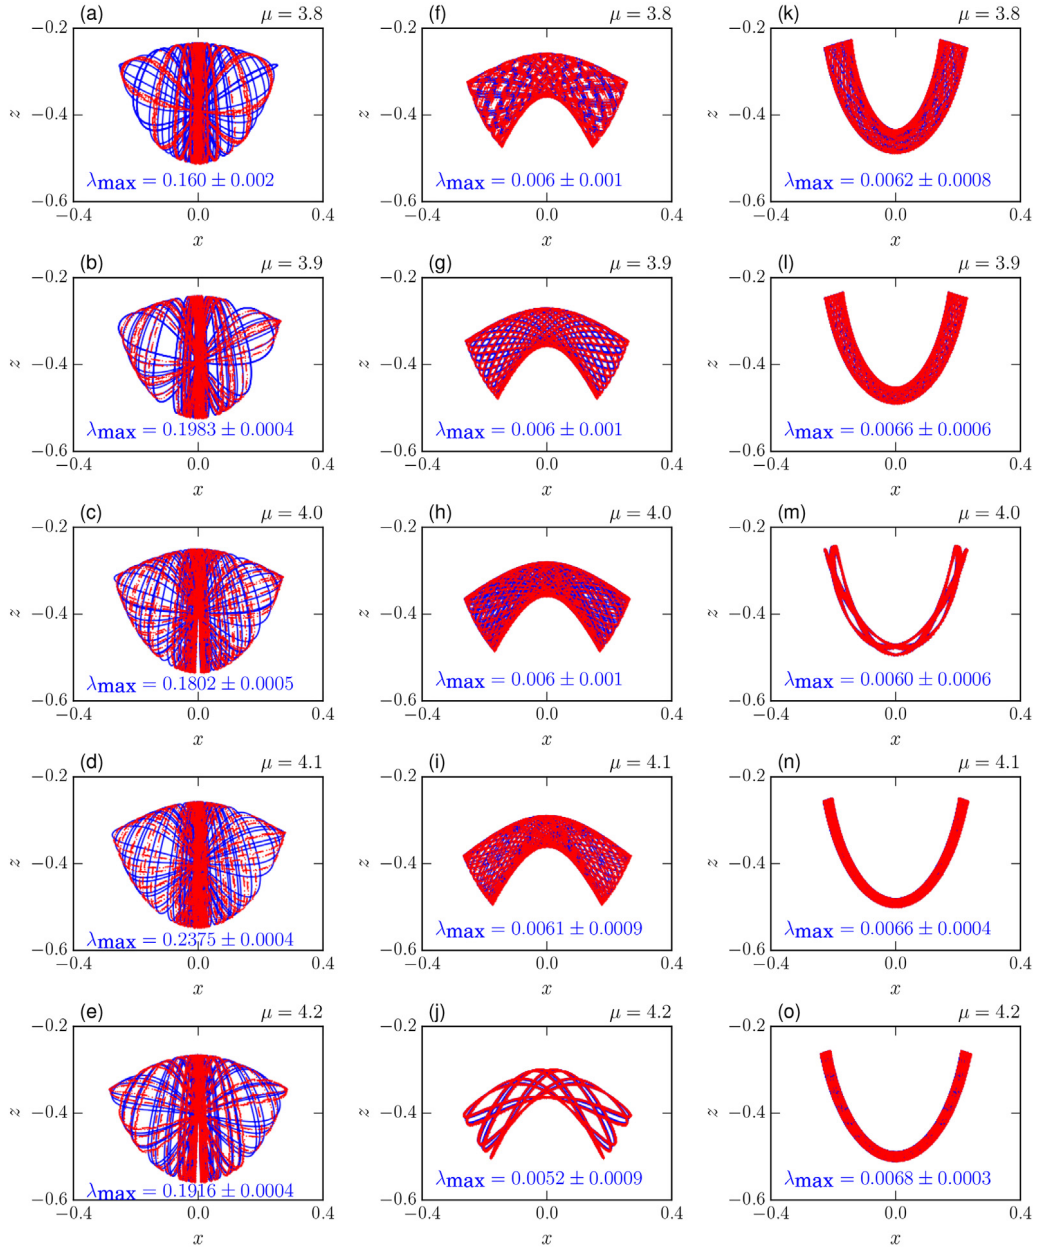 (a) μ = 3.8 (f) μ = 3.8 (k) μ = 3.8
−0.2 −0.2 −0.2
z −0.4 z −0.4 z −0.4
λmax = 0.160 ± 0.002 λmax = 0.006 ± 0.001 λmax = 0.0062 ± 0.0008
−0.6 −0.6 −0.6
−0.4 0.0 0.4 −0.4 0.0 0.4 −0.4 0.0 0.4
x x x
(b) μ = 3.9 (g) μ = 3.9 (l) μ = 3.9
−0.2 −0.2 −0.2
z −0.4 z −0.4 z −0.4
λmax = 0.1983 ± 0.0004 λmax = 0.006 ± 0.001 λmax = 0.0066 ± 0.0006
−0.6 −0.6 −0.6
−0.4 0.0 0.4 −0.4 0.0 0.4 −0.4 0.0 0.4
x x x
(c) μ = 4.0 (h) μ = 4.0 (m) μ = 4.0
−0.2 −0.2 −0.2
z −0.4 z −0.4 z −0.4
λmax = 0.1802 ± 0.0005 λmax = 0.006 ± 0.001 λmax = 0.0060 ± 0.0006
−0.6 −0.6 −0.6
−0.4 0.0 0.4 −0.4 0.0 0.4 −0.4 0.0 0.4
x x x
(d) μ = 4.1 (i) μ = 4.1 (n) μ = 4.1
−0.2 −0.2 −0.2
z −0.4 z −0.4 z −0.4
λmax = 0.2375 ± 0.0004 λmax = 0.0061 ± 0.0009 λmax = 0.0066 ± 0.0004
−0.6 −0.6 −0.6
−0.4 0.0 0.4 −0.4 0.0 0.4 −0.4 0.0 0.4
x x x
(e) μ = 4.2 (j) μ = 4.2 (o) μ = 4.2
−0.2 −0.2 −0.2
z −0.4 z −0.4 z −0.4
λmax = 0.1916 ± 0.0004 λmax = 0.0052 ± 0.0009 λmax = 0.0068 ± 0.0003
−0.6 −0.6 −0.6
−0.4 0.0 0.4 −0.4 0.0 0.4 −0.4 0.0 0.4
x x x